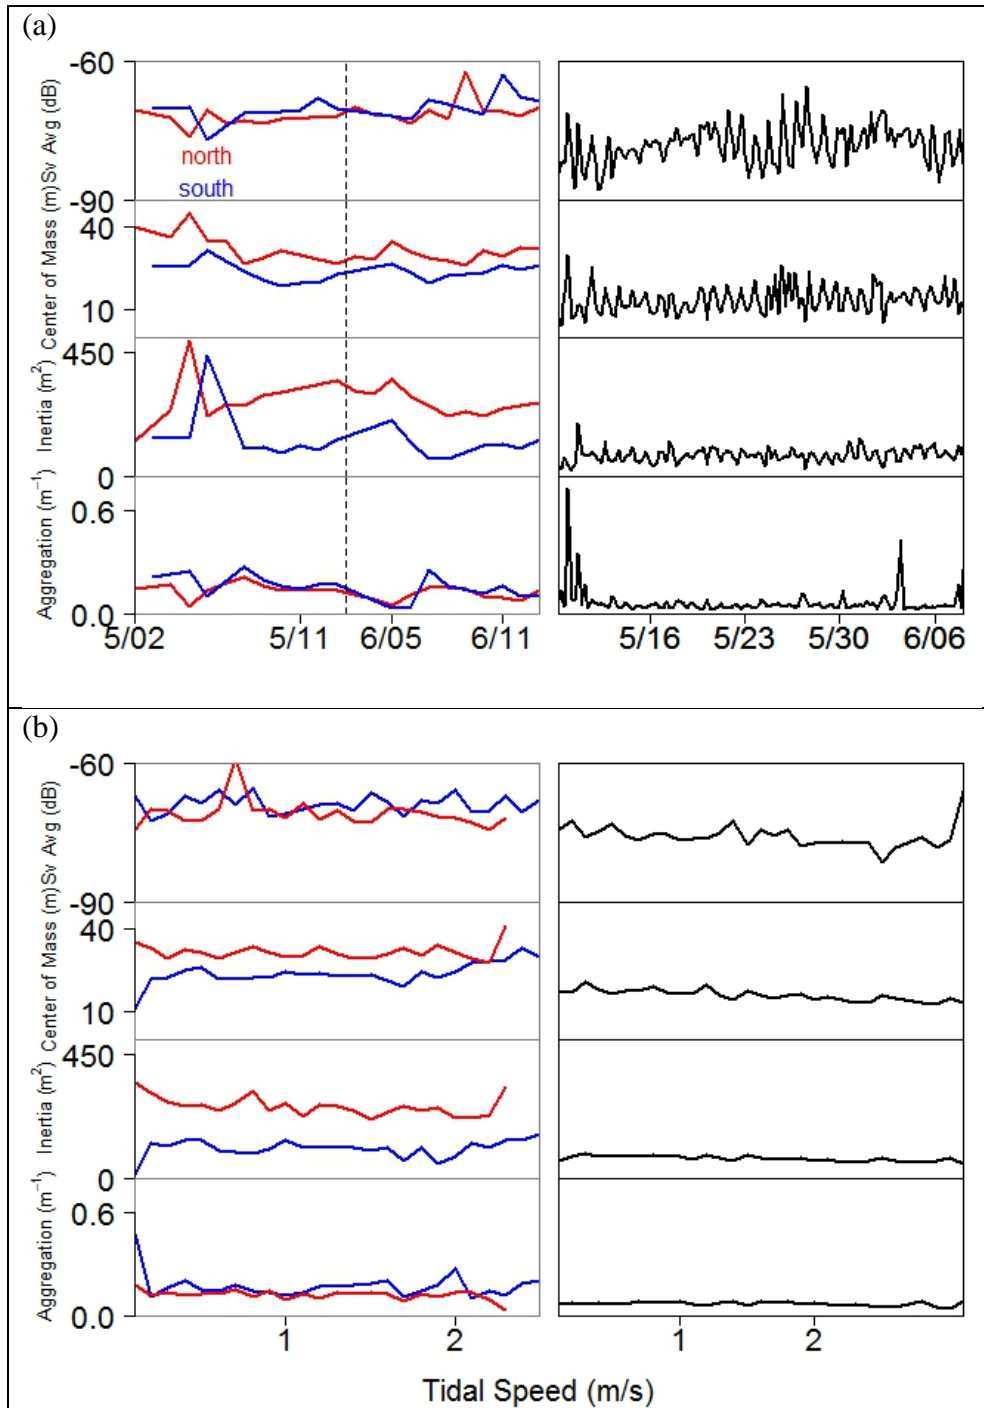 (a)
-60
Sv Avg (dB)
north
south
-90
40
Center of Mass (m)
10
450
Inertia (m²)
0
0.6
Aggregation (m⁻¹)
0.0
5/02 5/11 6/05 6/11 5/16 5/23 5/30 6/06
(b)
-60
Sv Avg (dB)
-90
40
Center of Mass (m)
10
450
Inertia (m²)
0
0.6
Aggregation (m⁻¹)
0.0
1 2 1 2
Tidal Speed (m/s)